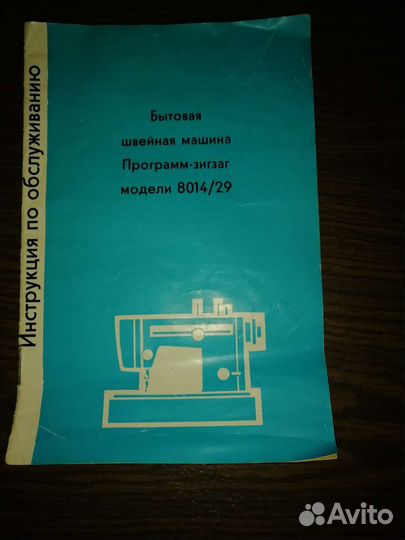 Инструкция по обслуживанию
Бытовая
швейная машина
Программ-зигзаг
модели 8014/29
Avito